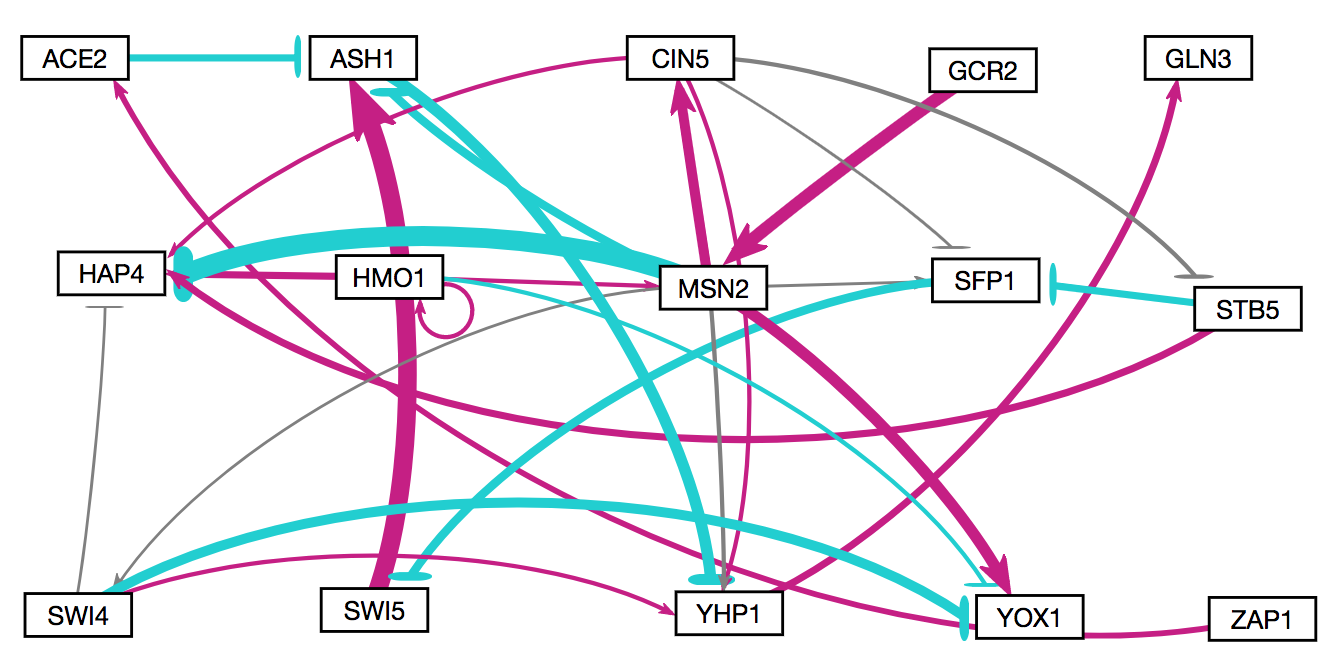 ACE2
ASH1
CIN5
GCR2
GLN3
HAP4
HMO1
MSN2
SFP1
STB5
SWI4
SWI5
YHP1
YOX1
ZAP1